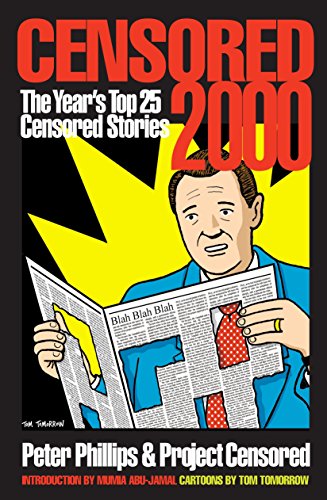 CENSORED
The Year's Top 25
Censored Stories
2000
Blah Blah Blah
TOM TOMORROW
Peter Phillips & Project Censored
INTRODUCTION BY MUMIA ABU-JAMAL CARTOONS BY TOM TOMORROW